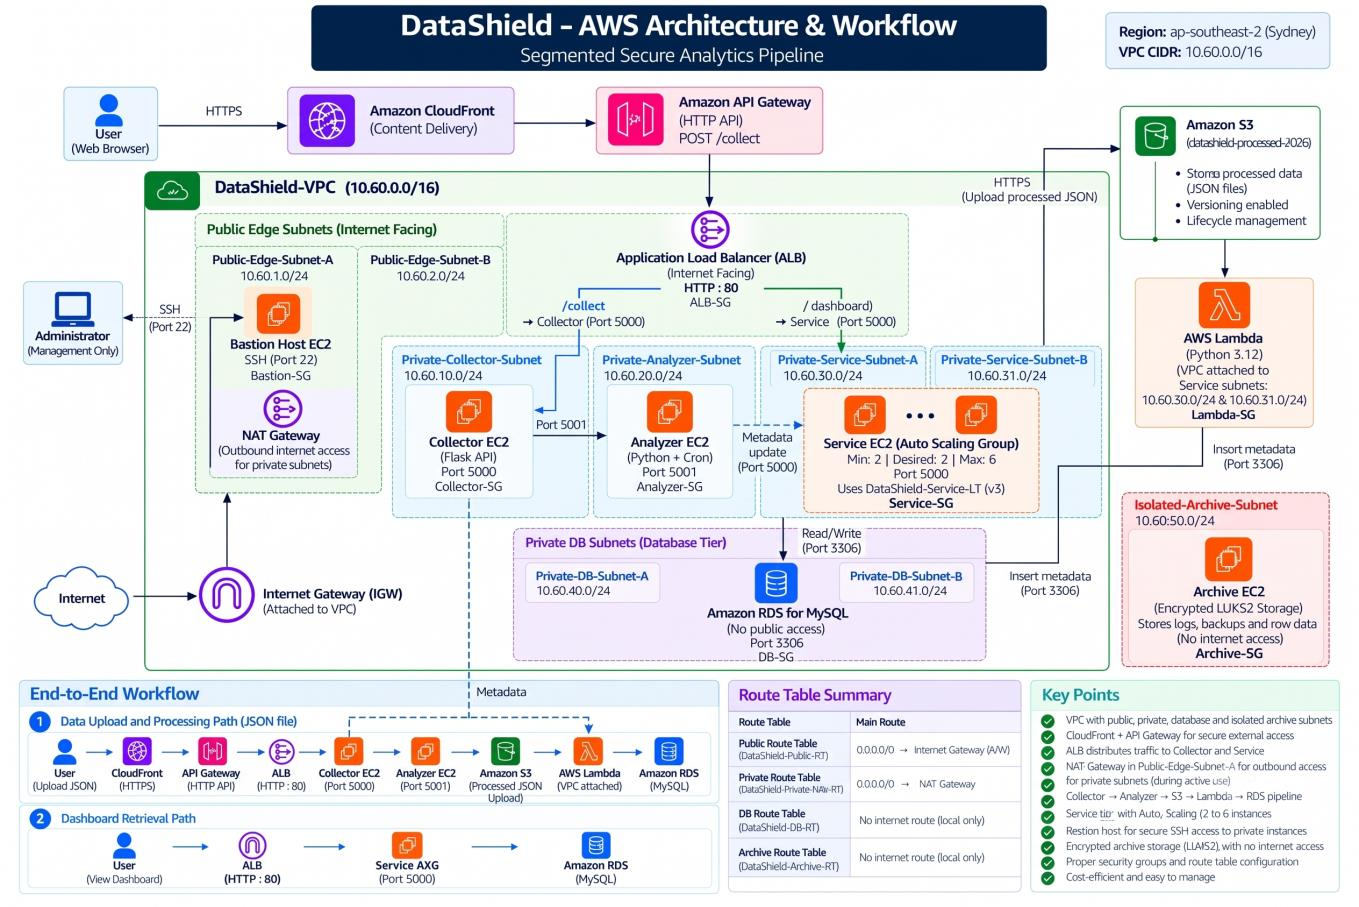 DataShield – AWS Architecture & Workflow
Segmented Secure Analytics Pipeline
Region: ap-southeast-2 (Sydney)
VPC CIDR: 10.60.0.0/16
User
(Web Browser)
HTTPS
Amazon CloudFront
(Content Delivery)
Amazon API Gateway
(HTTP API)
POST /collect
Amazon S3
(datashield-processed-2026)
• Stoma processed data
(JSON files)
• Versioning enabled
• Lifecycle management
HTTPS
(Upload processed JSON)
DataShield-VPC (10.60.0.0/16)
Public Edge Subnets (Internet Facing)
Public-Edge-Subnet-A
10.60.1.0/24
Public-Edge-Subnet-B
10.60.2.0/24
Application Load Balancer (ALB)
(Internet Facing)
HTTP : 80
ALB-SG
/collect
→ Collector (Port 5000)
/ dashboard)
→ Service (Port 5000)
Administrator
(Management Only)
SSH
(Port 22)
Bastion Host EC2
SSH (Port 22)
Bastion-SG
NAT Gateway
(Outbound internet access
for private subnets)
Private-Collector-Subnet
10.60.10.0/24
Collector EC2
(Flask API)
Port 5000
Collector-SG
Port 5001
Private-Analyzer-Subnet
10.60.20.0/24
Analyzer EC2
(Python + Cron)
Port 5001
Analyzer-SG
Metadata
update
(Port 5000)
Private-Service-Subnet-A
10.60.30.0/24
Private-Service-Subnet-B
10.60.31.0/24
Service EC2 (Auto Scaling Group)
Min: 2 | Desired: 2 | Max: 6
Port 5000
Uses DataShield-Service-LT (v3)
Service-SG
AWS Lambda
(Python 3.12)
(VPC attached to
Service subnets:
10.60.30.0/24 & 10.60.31.0/24)
Lambda-SG
Insort metadata
(Port 3306)
Read/Write
(Port 3306)
Private DB Subnets (Database Tier)
Private-DB-Subnet-A
10.60.40.0/24
Private-DB-Subnet-B
10.60.41.0/24
Amazon RDS for MySQL
(No public access)
Port 3306
DB-SG
Insert metadata
(Port 3306)
Isolated-Archive-Subnet
10.60:50.0/24
Archive EC2
(Encrypted LUKS2 Storage)
Stores logs, backups and row data
(No internet access)
Archive-SG
Internet
Internet Gateway (IGW)
(Attached to VPC)
Metadata
End-to-End Workflow
1 Data Upload and Processing Path (JSON file)
User
(Upload JSON)
CloudFront
(HTTPS)
API Gateway
(HTTP API)
ALB
(HTTP : 80)
Collector EC2
(Port 5000)
Analyzer EC2
(Port 5001)
Amazon S3
(Processed JSON
Upload)
AWS Lambda
(VPC attached)
Amazon RDS
(MySQL)
2 Dashboard Retrieval Path
User
(View Dashboard)
ALB
(HTTP : 80)
Service AXG
(Port 5000)
Amazon RDS
(MySQL)
Route Table Summary
Route Table Main Route
Public Route Table
(DataShield-Public-RT)
0.0.0.0/0 → Internet Gateway (A/W)
Private Route Table
0.0.0.0/0 → NAT Gateway
DB Route Table
(DataShield-DB-RT)
No internet route (local only)
Archive Route Table
(DataShield-Archive-RT)
No internet route (local only)
Key Points
VPC with public, private, database and isolated archive subnets
CloudFront + API Gateway for secure external access
ALB distributes traffic to Collector and Service
NAT Gateway in Public-Edge-Subnet-A for outbound access
for private subnets (during active use)
Collector → Analyzer → S3 → Lambda → RDS pipeline
Service with Auto, Scaling (2 to 6 instances
Restion host for secure SSH access to private instances
Encrypted archive storage with no internet access
Proper security groups and route table configuration
Cost-efficient and easy to manage